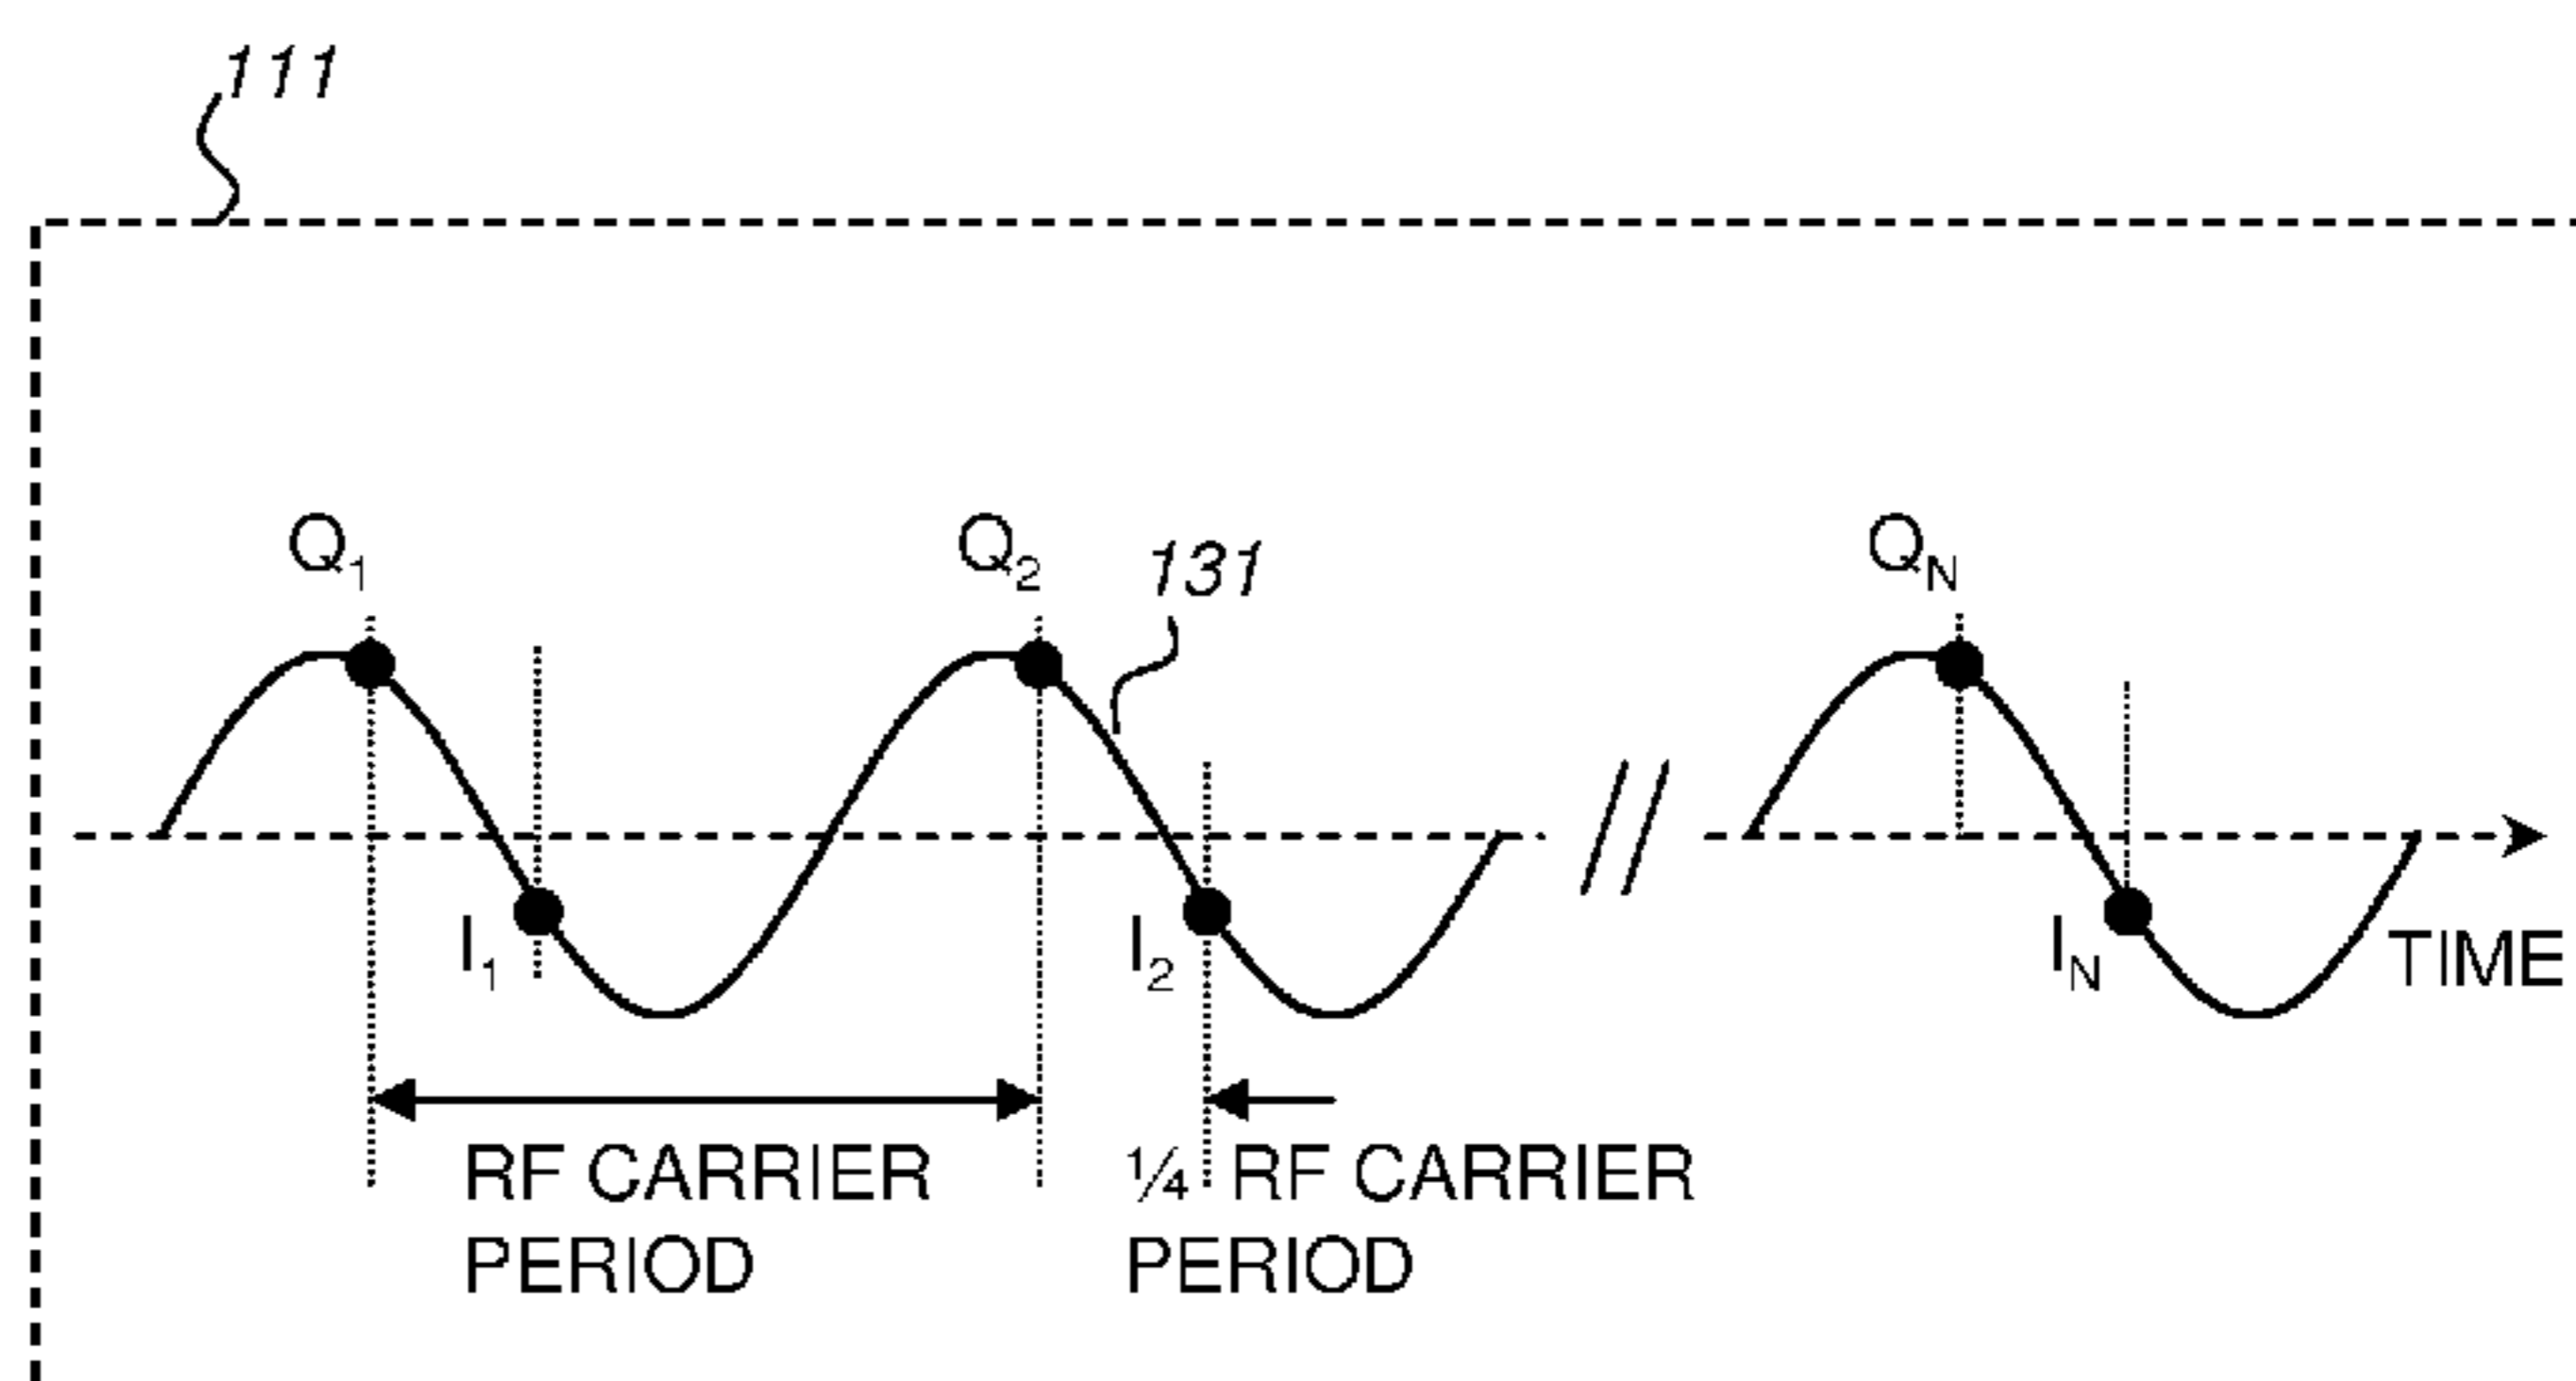 111
Q1
Q2
131
QN
I1
I2
IN
TIME
RF CARRIER
PERIOD
¼ RF CARRIER
PERIOD